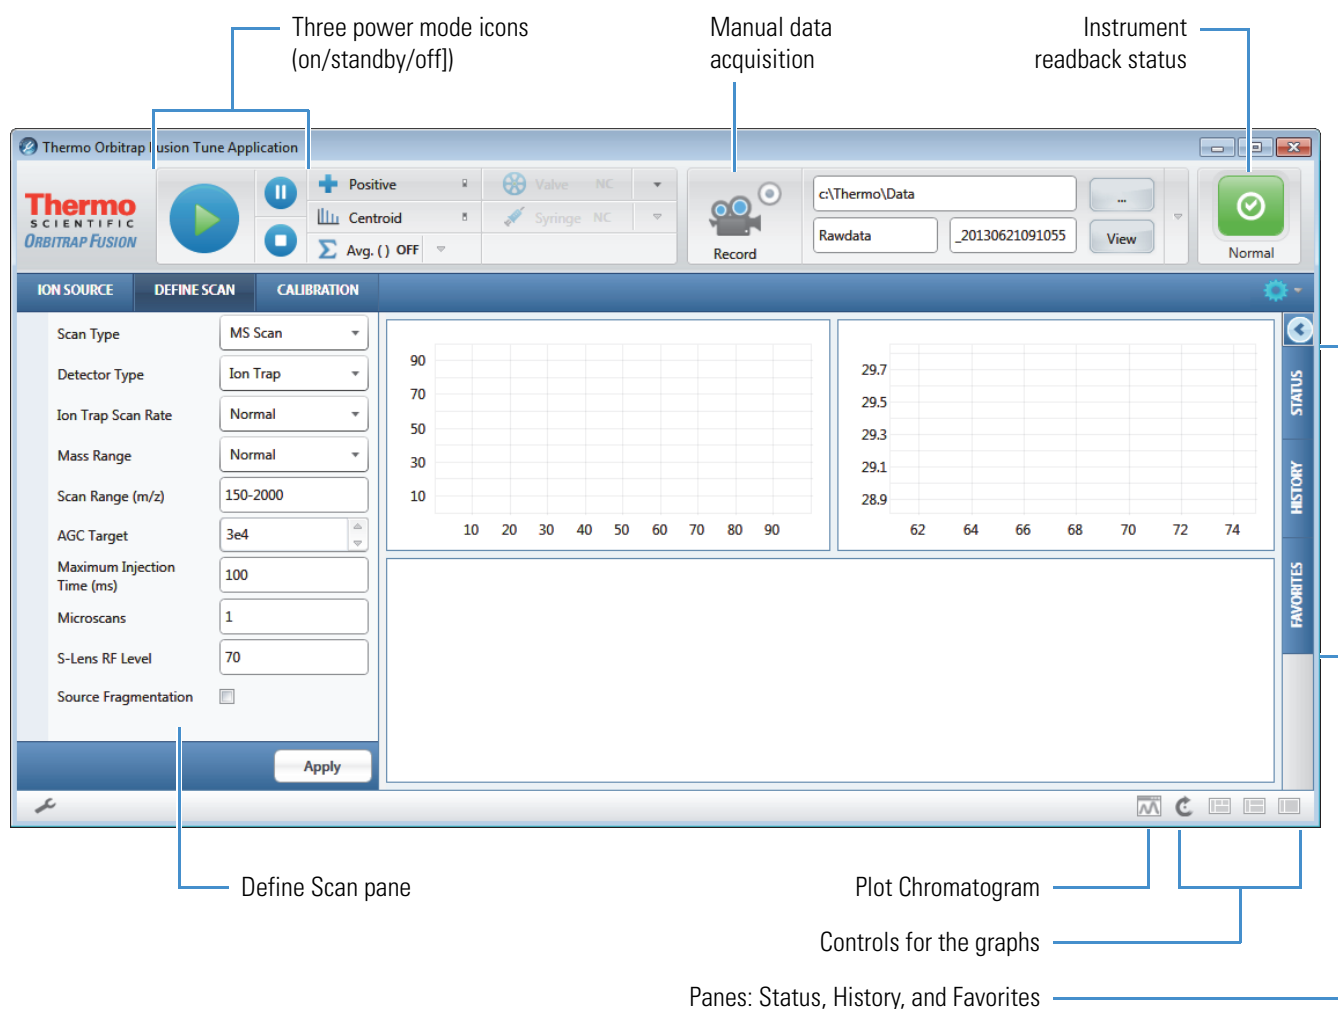 Three power mode icons
(on/standby/off])
Manual data
acquisition
Instrument
readback status
Thermo Orbitrap Fusion Tune Application
Thermo
SCIENTIFIC
ORBITRAP FUSION
Positive
Centroid
Avg. ( ) OFF
Valve NC
Syringe NC
Record
c:\Thermo\Data
...
Rawdata
_20130621091055
View
Normal
ION SOURCE DEFINE SCAN CALIBRATION
Scan Type MS Scan
Detector Type Ion Trap
Ion Trap Scan Rate Normal
Mass Range Normal
Scan Range (m/z) 150-2000
AGC Target 3e4
Maximum Injection
Time (ms) 100
Microscans 1
S-Lens RF Level 70
Source Fragmentation
Apply
90
70
50
30
10
10 20 30 40 50 60 70 80 90
29.7
29.5
29.3
29.1
28.9
62 64 66 68 70 72 74
STATUS
HISTORY
FAVORITES
Define Scan pane
Plot Chromatogram
Controls for the graphs
Panes: Status, History, and Favorites